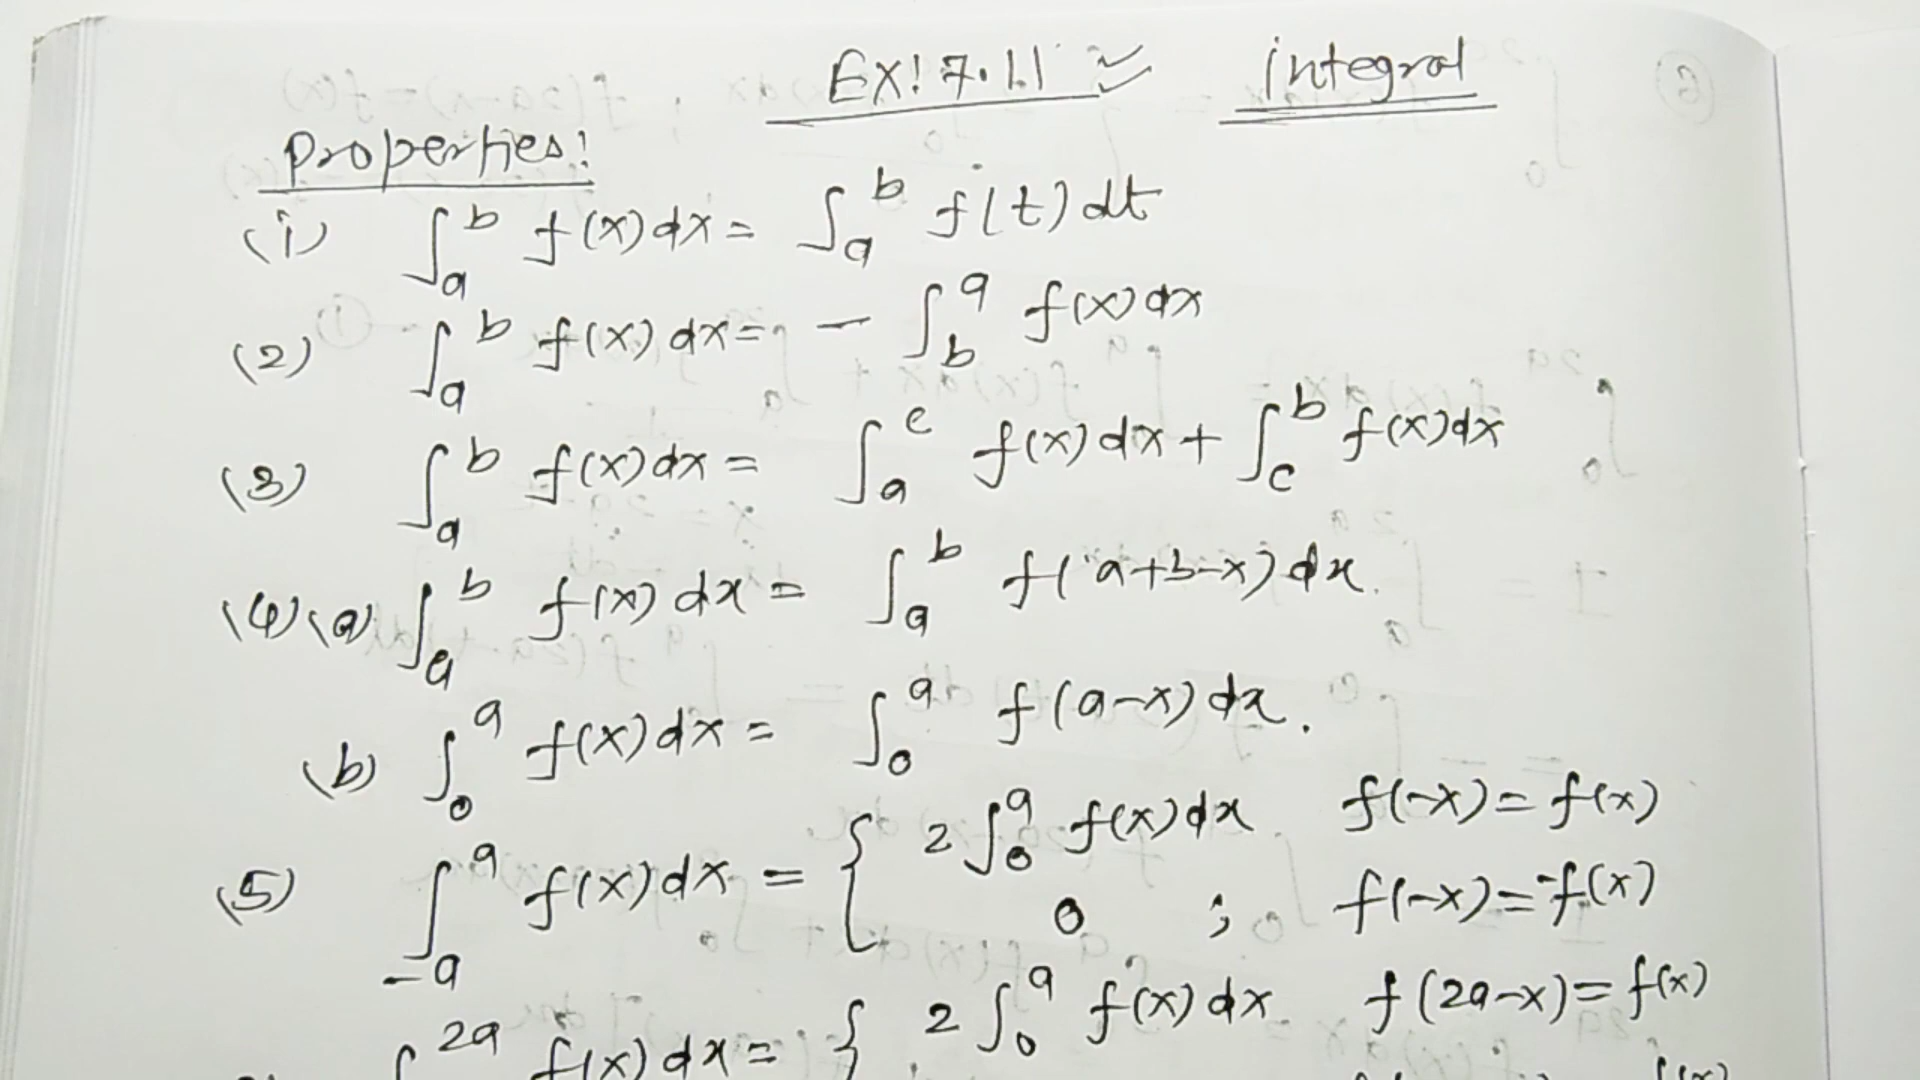 Ex! 7.11 integral
Properties!
(i) ∫_a^b f(x) dx = ∫_a^b f(t) dt
(2) ∫_a^b f(x) dx = - ∫_b^a f(x) dx
(3) ∫_a^b f(x) dx = ∫_a^c f(x) dx + ∫_c^b f(x) dx
(4) (a) ∫_a^b f(x) dx = ∫_a^b f(a+b-x) dx.
(b) ∫_0^a f(x) dx = ∫_0^a f(a-x) dx.
(5) ∫_{-a}^a f(x) dx = { 2 ∫_0^a f(x) dx f(-x) = f(x)
0 ; f(-x) = -f(x)
∫^{2a} f(x) dx = { 2 ∫_0^a f(x) dx f(2a-x) = f(x)